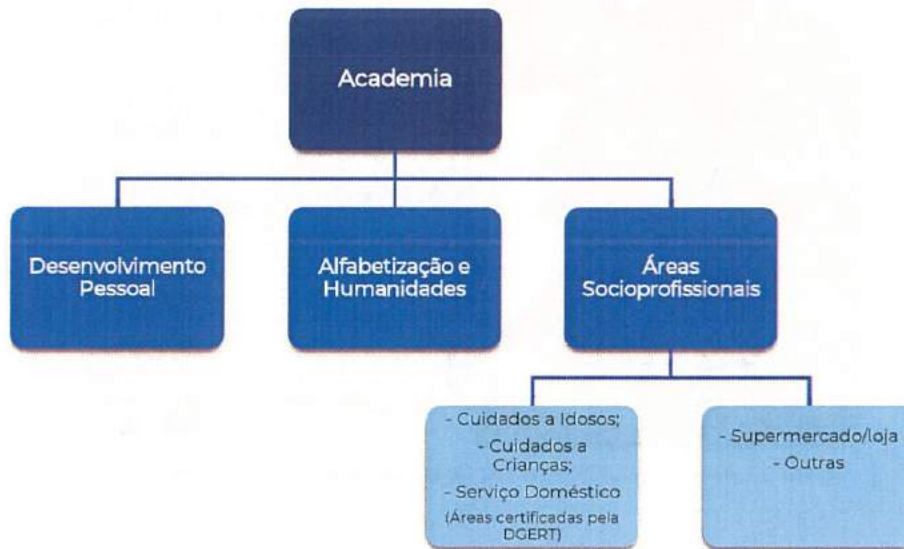 Academia
Desenvolvimento
Pessoal
Alfabetização e
Humanidades
Áreas
Socioprofissionais
- Cuidados a Idosos;
- Cuidados a
Crianças;
- Serviço Doméstico
(Áreas certificadas pela
DGERT)
- Supermercado/loja
- Outras